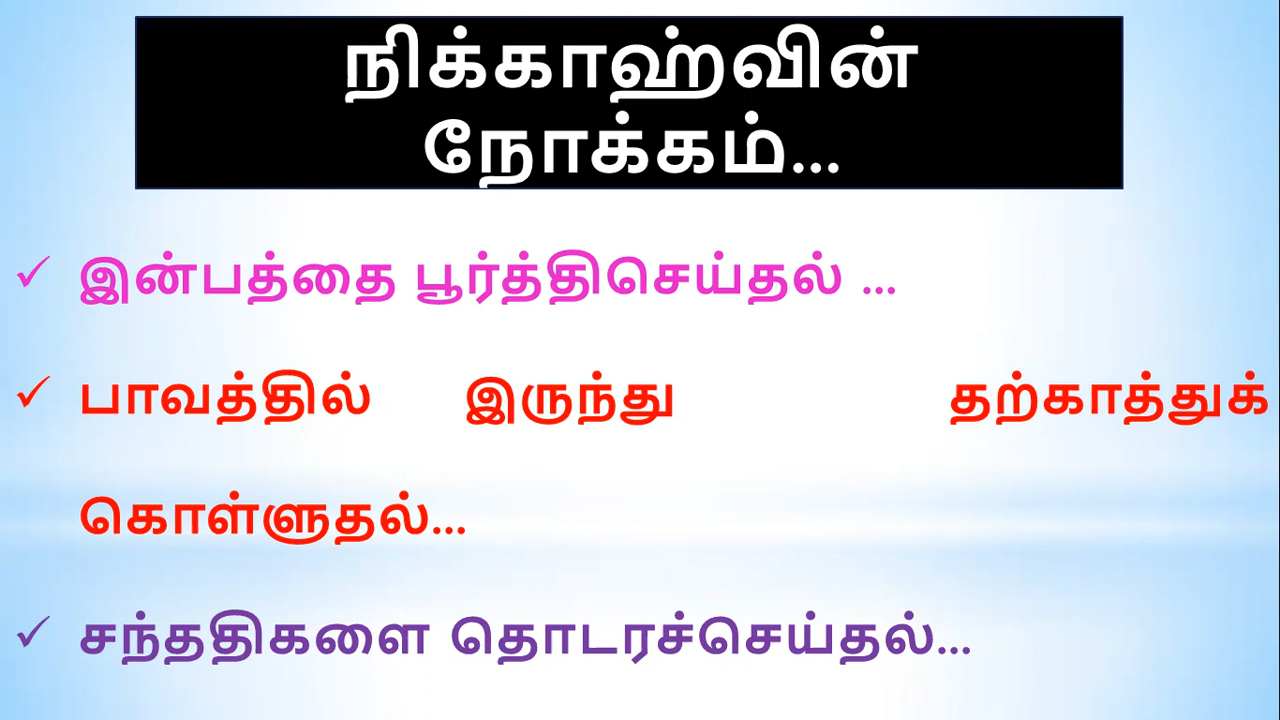 நிக்காஹ்வின்
நோக்கம்...
✓ இன்பத்தை பூர்த்திசெய்தல் ...
✓ பாவத்தில் இருந்து தற்காத்துக்
கொள்ளுதல்...
✓ சந்ததிகளை தொடரச்செய்தல்...